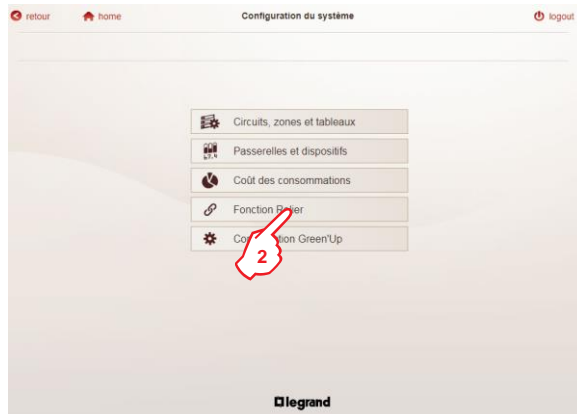 retour home Configuration du système logout
Circuits, zones et tableaux
Passerelles et dispositifs
Coût des consommations
Fonction Relier
Green'Up
2
legrand